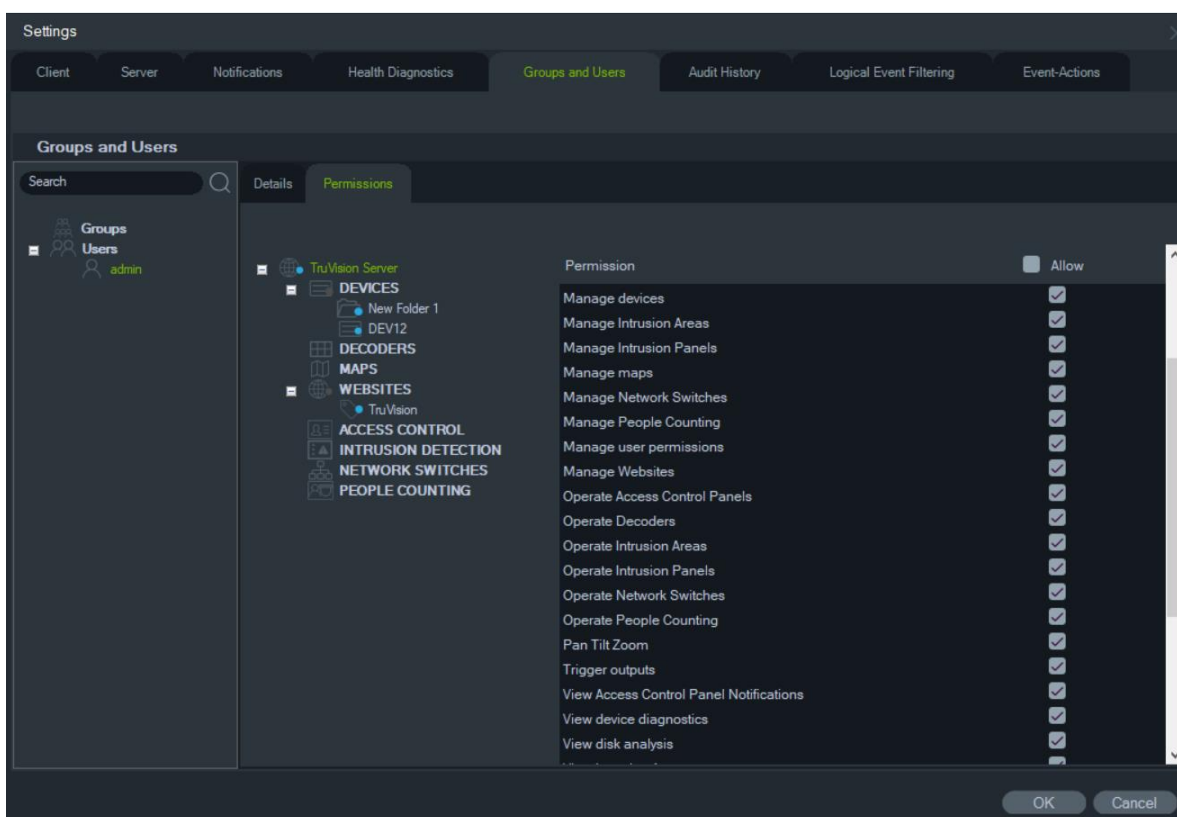 Settings
Client Server Notifications Health Diagnostics Groups and Users Audit History Logical Event Filtering Event-Actions
Groups and Users
Search
Details Permissions
Groups
Users
admin
TruVision Server
DEVICES
New Folder 1
DEV12
DECODERS
MAPS
WEBSITES
TruVision
ACCESS CONTROL
INTRUSION DETECTION
NETWORK SWITCHES
PEOPLE COUNTING
Permission Allow
Manage devices
Manage Intrusion Areas
Manage Intrusion Panels
Manage maps
Manage Network Switches
Manage People Counting
Manage user permissions
Manage Websites
Operate Access Control Panels
Operate Decoders
Operate Intrusion Areas
Operate Intrusion Panels
Operate Network Switches
Operate People Counting
Pan Tilt Zoom
Trigger outputs
View Access Control Panel Notifications
View device diagnostics
View disk analysis
OK Cancel